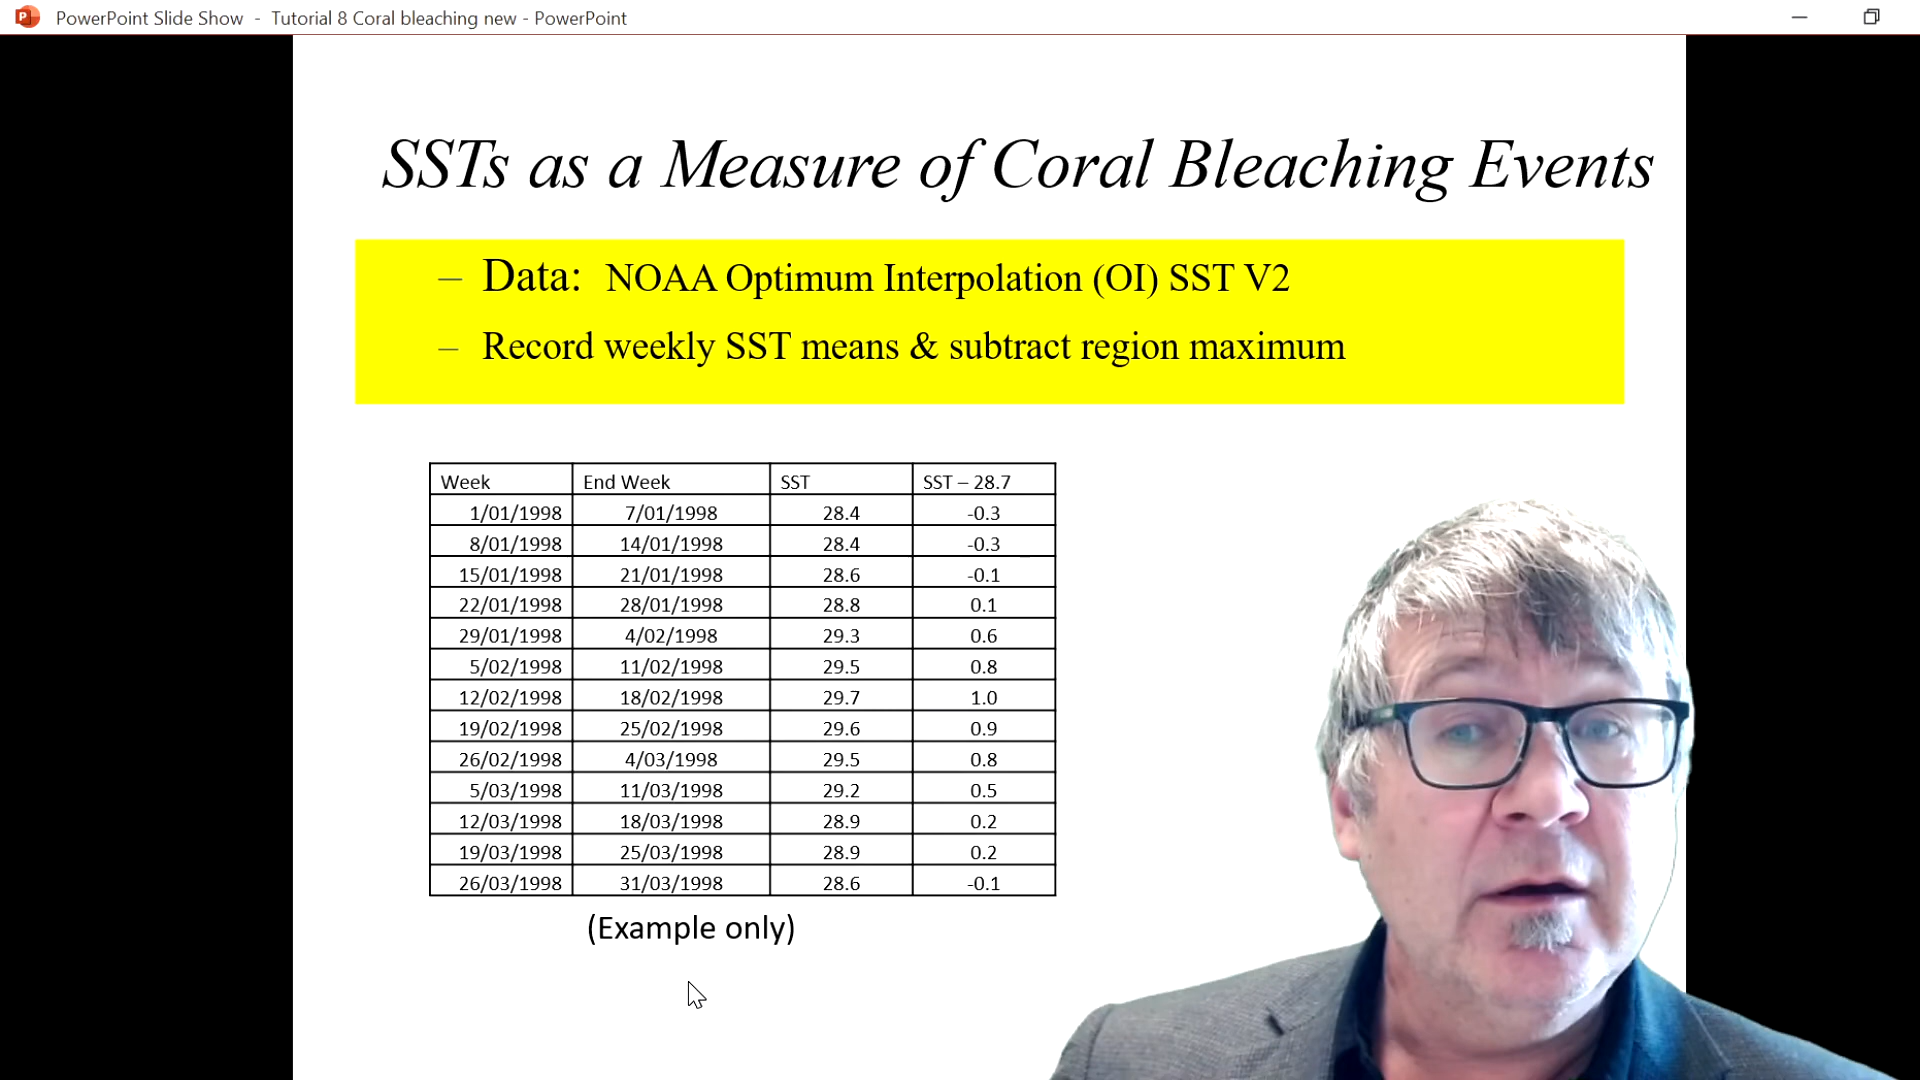 PowerPoint Slide Show - Tutorial 8 Coral bleaching new - PowerPoint
SSTs as a Measure of Coral Bleaching Events
– Data: NOAA Optimum Interpolation (OI) SST V2
– Record weekly SST means & subtract region maximum
Week End Week SST SST – 28.7
1/01/1998 7/01/1998 28.4 -0.3
8/01/1998 14/01/1998 28.4 -0.3
15/01/1998 21/01/1998 28.6 -0.1
22/01/1998 28/01/1998 28.8 0.1
29/01/1998 4/02/1998 29.3 0.6
5/02/1998 11/02/1998 29.5 0.8
12/02/1998 18/02/1998 29.7 1.0
19/02/1998 25/02/1998 29.6 0.9
26/02/1998 4/03/1998 29.5 0.8
5/03/1998 11/03/1998 29.2 0.5
12/03/1998 18/03/1998 28.9 0.2
19/03/1998 25/03/1998 28.9 0.2
26/03/1998 31/03/1998 28.6 -0.1
(Example only)